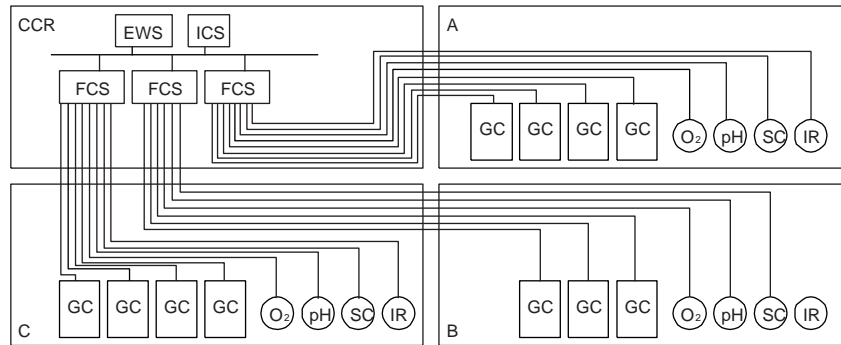 CCR
EWS ICS
FCS FCS FCS
A
GC GC GC GC O₂ pH SC IR
GC GC GC GC O₂ pH SC IR
C
GC GC GC O₂ pH SC IR
B